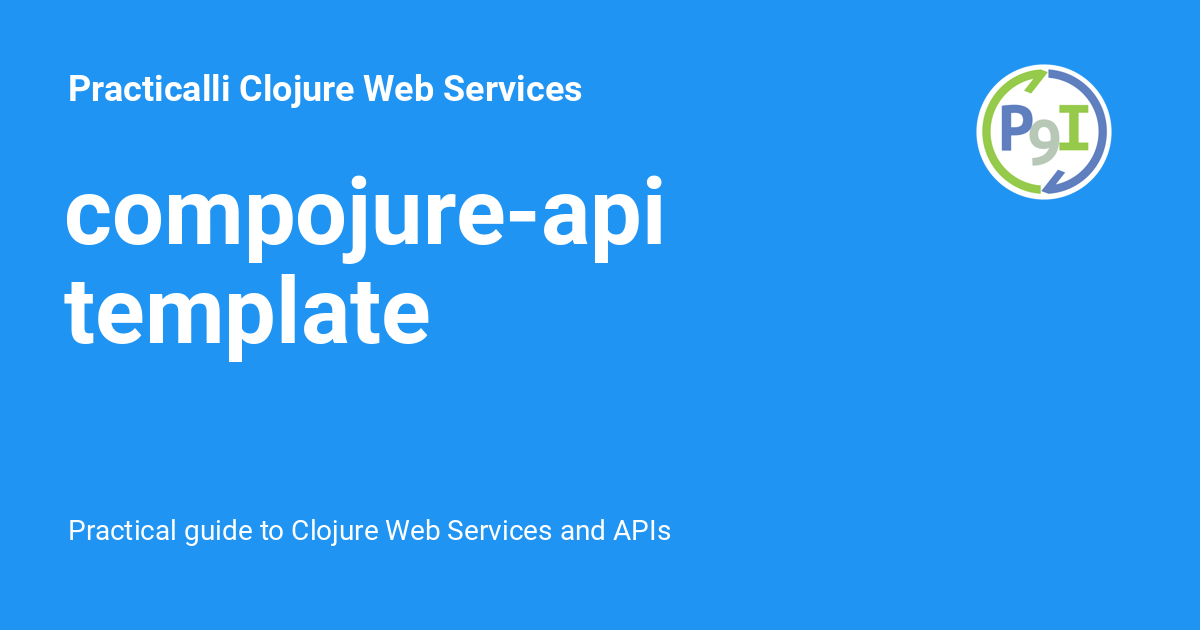 Practicalli Clojure Web Services
P9I
compojure-api
template
Practical guide to Clojure Web Services and APIs